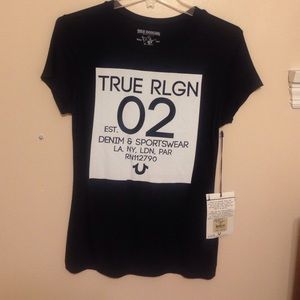 TRUE RLGN
EST. 02
DENIM & SPORTSWEAR
LA, NY, LDN, PAR
RN112790